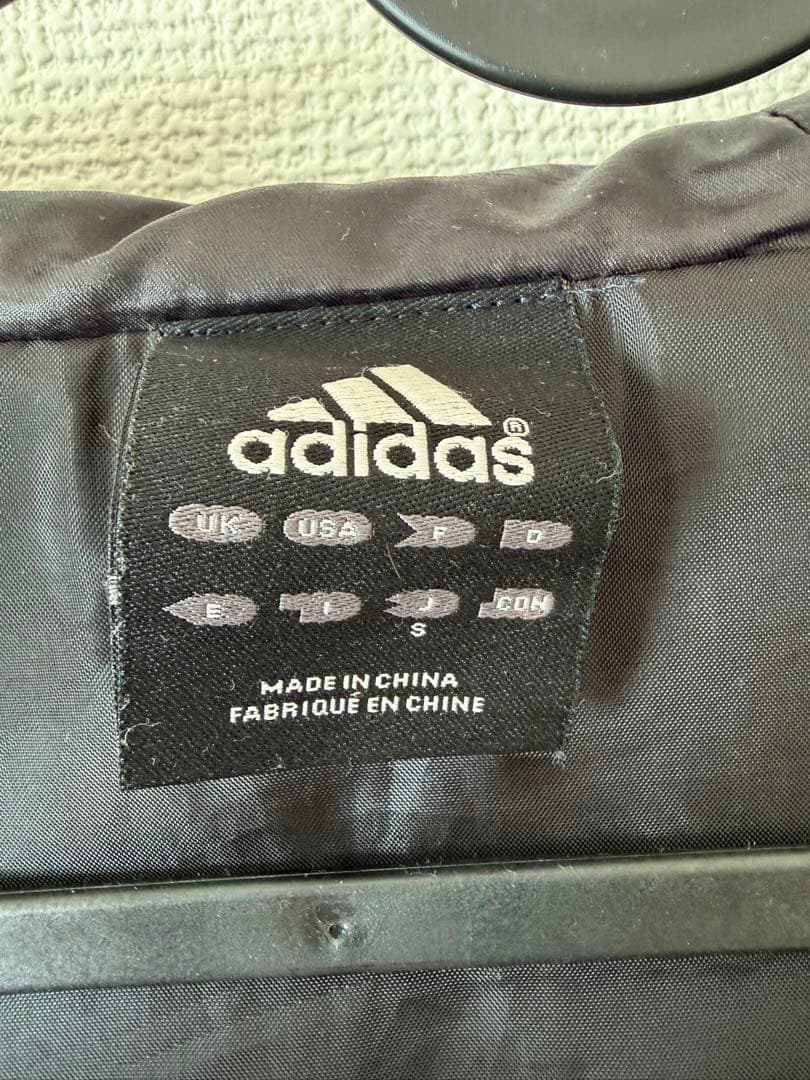 adidas®
UK USA F D
E I J CON
S
MADE IN CHINA
FABRIQUÉ EN CHINE